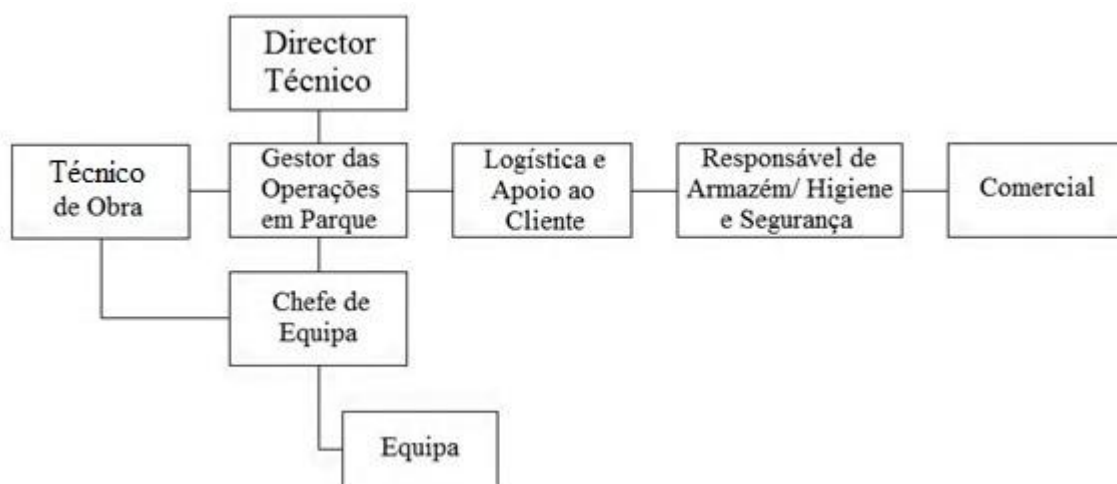 Director
Técnico
Técnico
de Obra
Gestor das
Operações
em Parque
Logística e
Apoio ao
Cliente
Responsável de
Armazém/ Higiene
e Segurança
Comercial
Chefe de
Equipa
Equipa